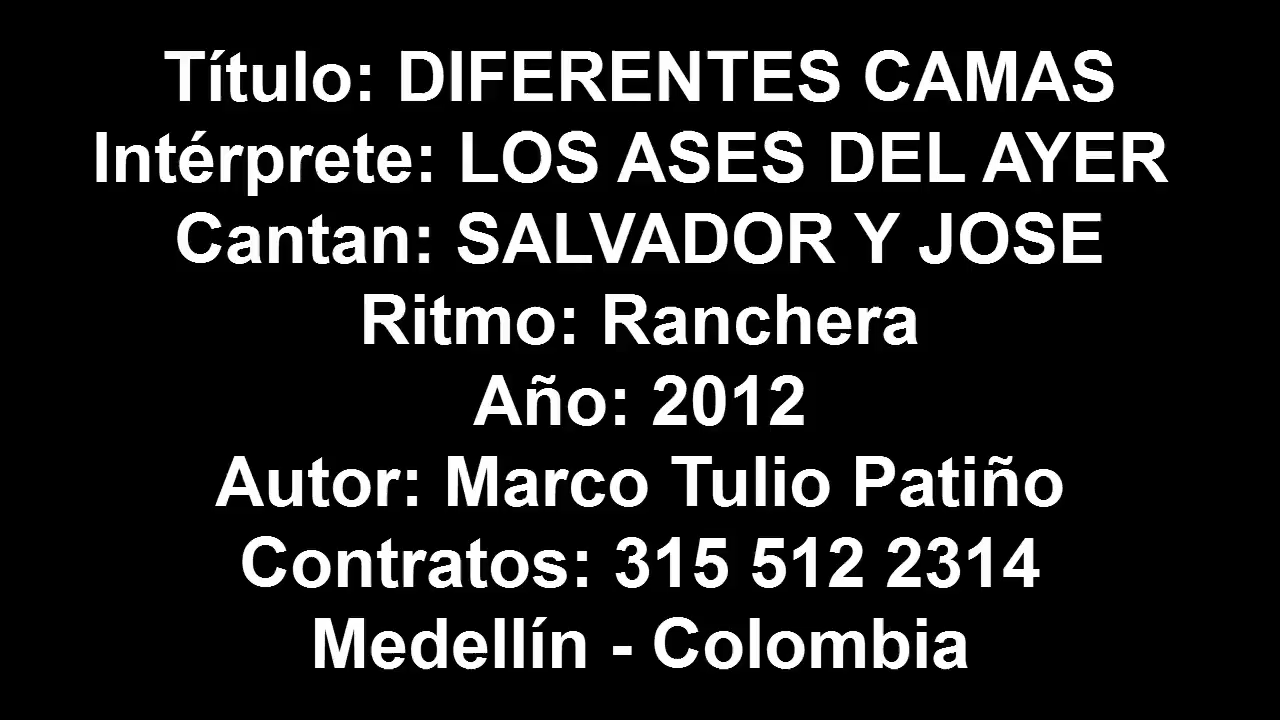 Título: DIFERENTES CAMAS
Intérprete: LOS ASES DEL AYER
Cantan: SALVADOR Y JOSE
Ritmo: Ranchera
Año: 2012
Autor: Marco Tulio Patiño
Contratos: 315 512 2314
Medellín - Colombia